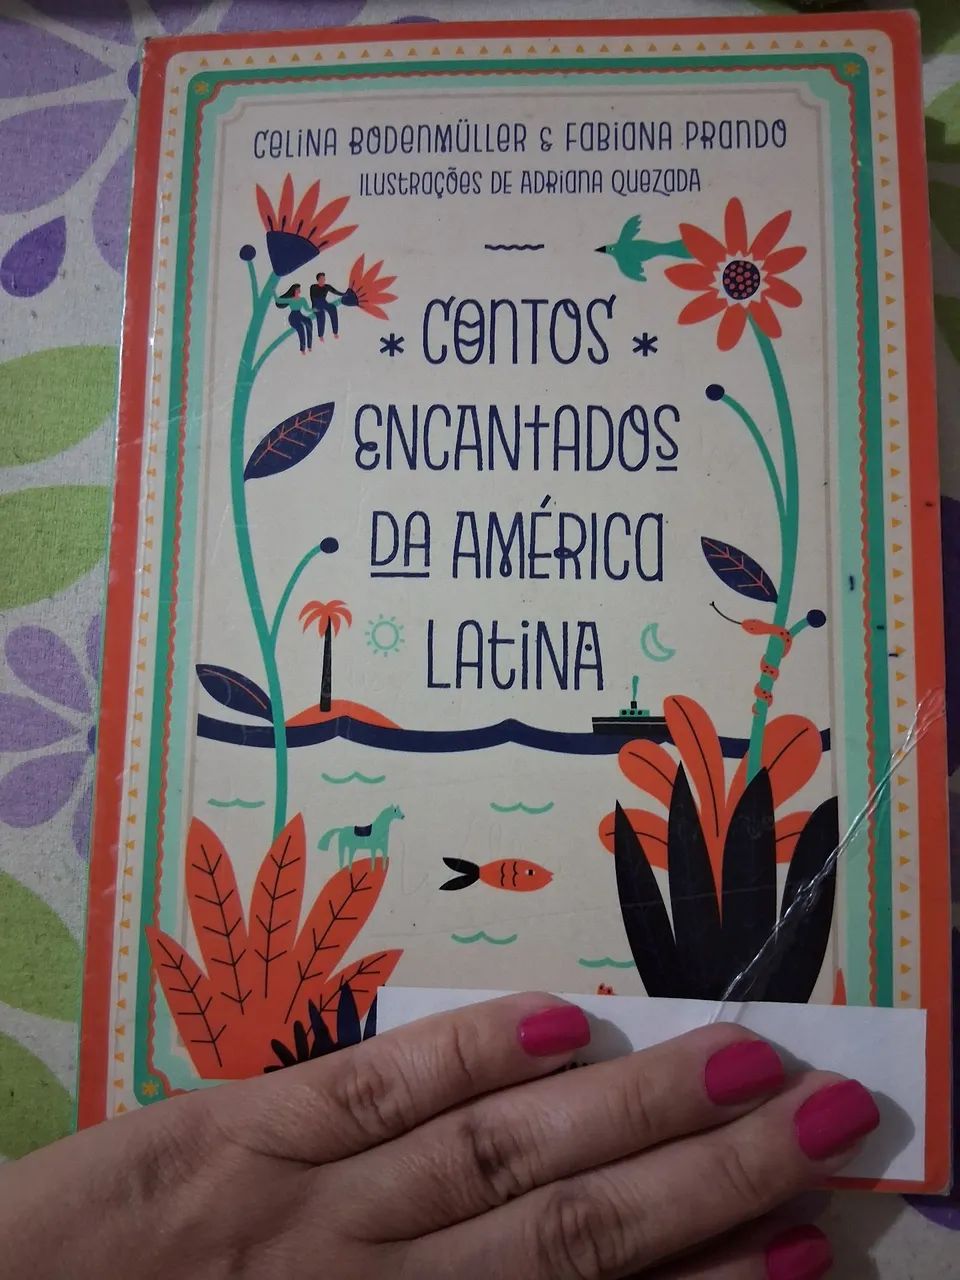 CELINA BODENMÜLLER & FABIANA PRANDO
ILUSTRAÇÕES DE ADRIANA QUEZADA
* CONTOS *
ENCANTADOS
DA AMÉRICA
LATINA